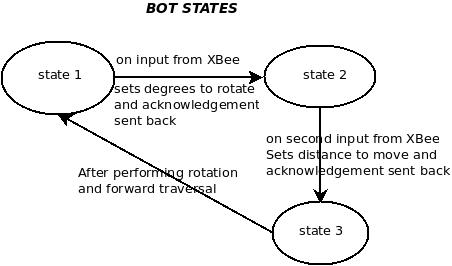 BOT STATES
on input from XBee
state 1
state 2
sets degrees to rotate
and acknowledgement
sent back
on second input from XBee
Sets distance to move and
acknowledgement sent back
After performing rotation
and forward traversal
state 3